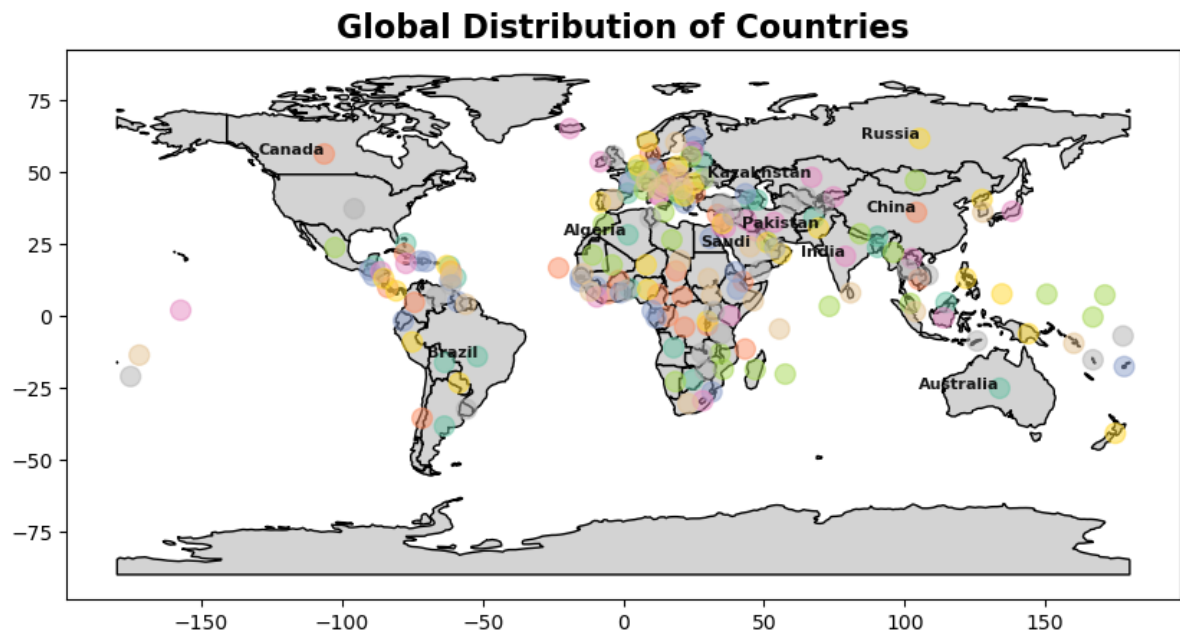 Global Distribution of Countries
75
50
25
0
−25
−50
−75
Canada
Russia
Kazakhstan
China
Algeria
Pakistan
Saudi
India
Brazil
Australia
−150
−100
−50
0
50
100
150